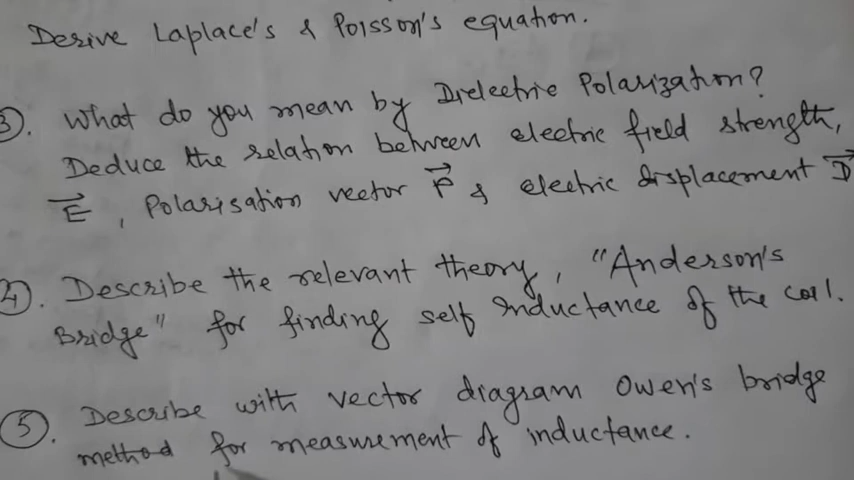 Derive Laplace's & Poisson's equation.
3. What do you mean by Dielectric Polarization?
Deduce the relation between electric field strength,
E⃗, Polarisation vector P⃗ & electric displacement D⃗
4. Describe the relevant theory, "Anderson's
Bridge" for finding self inductance of the coil.
5. Describe with vector diagram Owen's bridge
method for measurement of inductance.